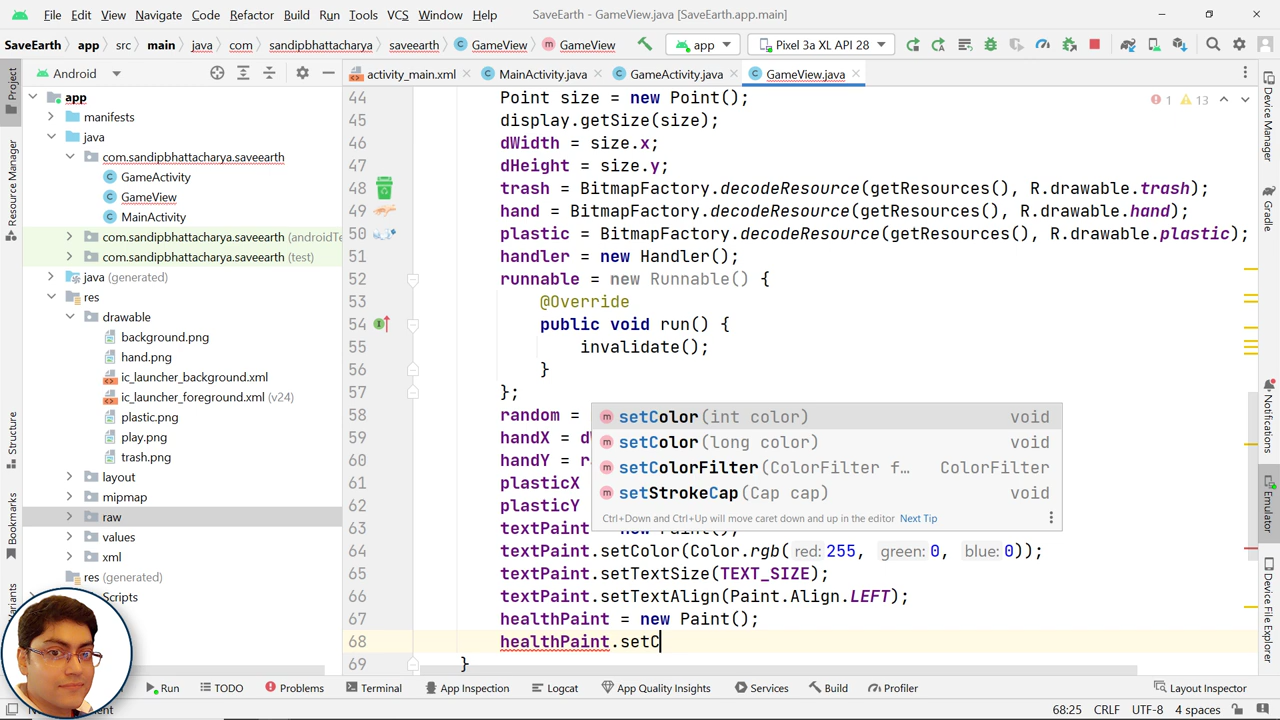 File Edit View Navigate Code Refactor Build Run Tools VCS Window Help SaveEarth - GameView.java [SaveEarth.app.main]
SaveEarth app src main java com sandipbhattacharya saveearth GameView GameView app Pixel 3a XL API 28
Android
activity_main.xml MainActivity.java GameActivity.java GameView.java
Project
Resource Manager
Structure
Bookmarks
app
manifests
java
com.sandipbhattacharya.saveearth
GameActivity
GameView
MainActivity
com.sandipbhattacharya.saveearth (androidTe
com.sandipbhattacharya.saveearth (test)
java (generated)
res
drawable
background.png
hand.png
ic_launcher_background.xml
ic_launcher_foreground.xml (v24)
plastic.png
play.png
trash.png
layout
mipmap
raw
values
xml
res (generated)
Scripts
1 13
44 Point size = new Point();
45 display.getSize(size);
46 dWidth = size.x;
47 dHeight = size.y;
48 trash = BitmapFactory.decodeResource(getResources(), R.drawable.trash);
49 hand = BitmapFactory.decodeResource(getResources(), R.drawable.hand);
50 plastic = BitmapFactory.decodeResource(getResources(), R.drawable.plastic);
51 handler = new Handler();
52 runnable = new Runnable() {
53 @Override
54 public void run() {
55 invalidate();
56 }
57 };
58 random =
59 handX = d
60 handY = r
61 plasticX
62 plasticY
63 textPaint = new Paint();
64 textPaint.setColor(Color.rgb( red: 255, green: 0, blue: 0));
65 textPaint.setTextSize(TEXT_SIZE);
66 textPaint.setTextAlign(Paint.Align.LEFT);
67 healthPaint = new Paint();
68 healthPaint.setC
69 }
setColor(int color) void
setColor(long color) void
setColorFilter(ColorFilter f… ColorFilter
setStrokeCap(Cap cap) void
Ctrl+Down and Ctrl+Up will move caret down and up in the editor Next Tip
Device Manager
Gradle
Notifications
Emulator
Device File Explorer
Run TODO Problems Terminal App Inspection Logcat App Quality Insights Services Build Profiler Layout Inspector
68:25 CRLF UTF-8 4 spaces